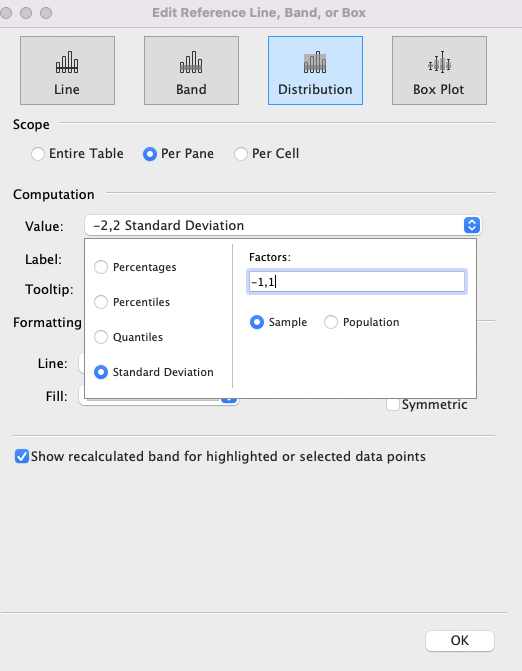 Edit Reference Line, Band, or Box
Line Band Distribution Box Plot
Scope
Entire Table Per Pane Per Cell
Computation
Value: -2,2 Standard Deviation
Label:
Tooltip:
Percentages
Percentiles
Quantiles
Standard Deviation
Factors:
-1,1
Sample Population
Formatting
Line:
Fill:
Symmetric
Show recalculated band for highlighted or selected data points
OK